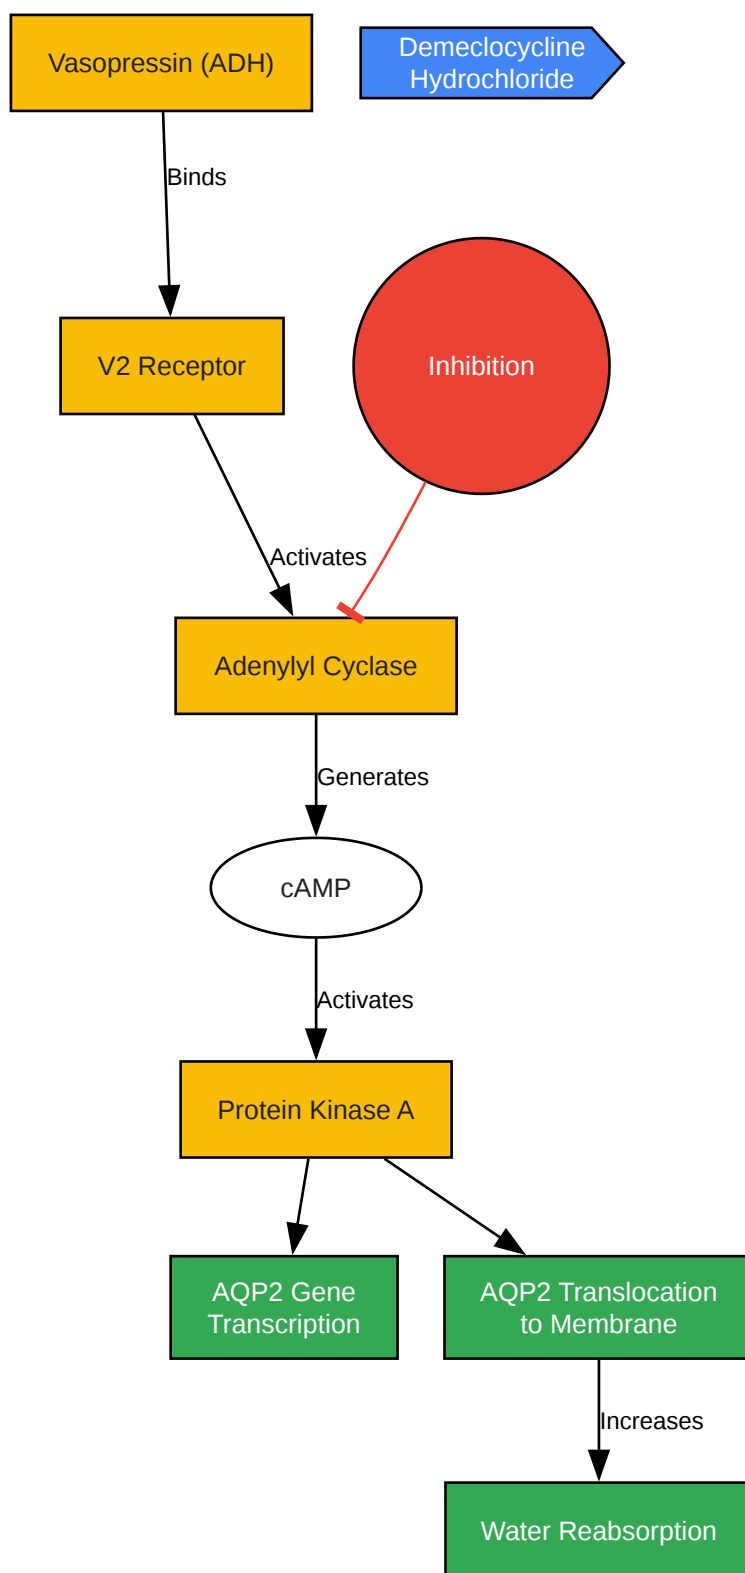 Vasopressin (ADH)
Demeclocycline
Hydrochloride
Binds
V2 Receptor
Inhibition
Activates
Adenylyl Cyclase
Generates
cAMP
Activates
Protein Kinase A
AQP2 Gene
Transcription
AQP2 Translocation
to Membrane
Increases
Water Reabsorption